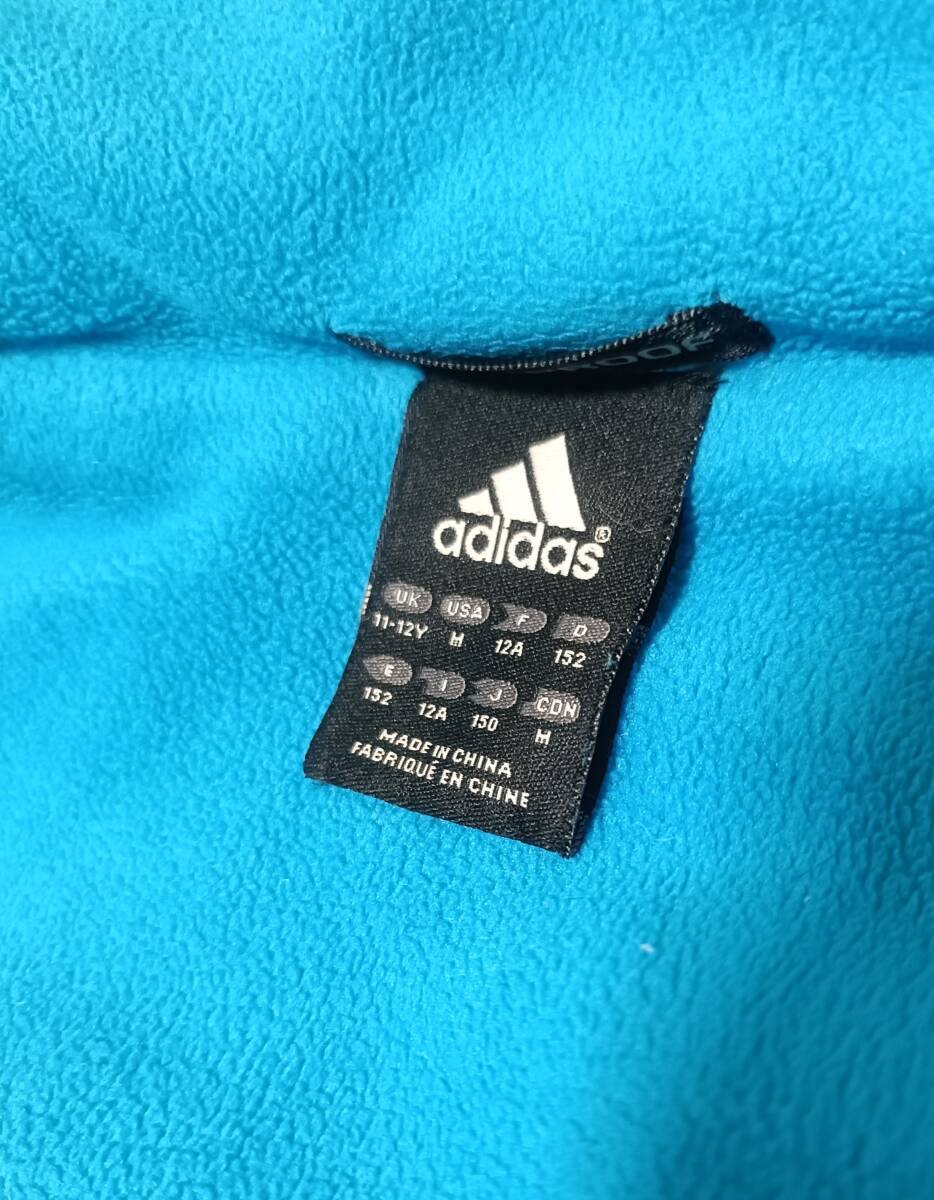 adidas®
UK USA F D
11-12Y M 12A 152
E I J CDN
152 12A 150 M
MADE IN CHINA
FABRIQUÉ EN CHINE